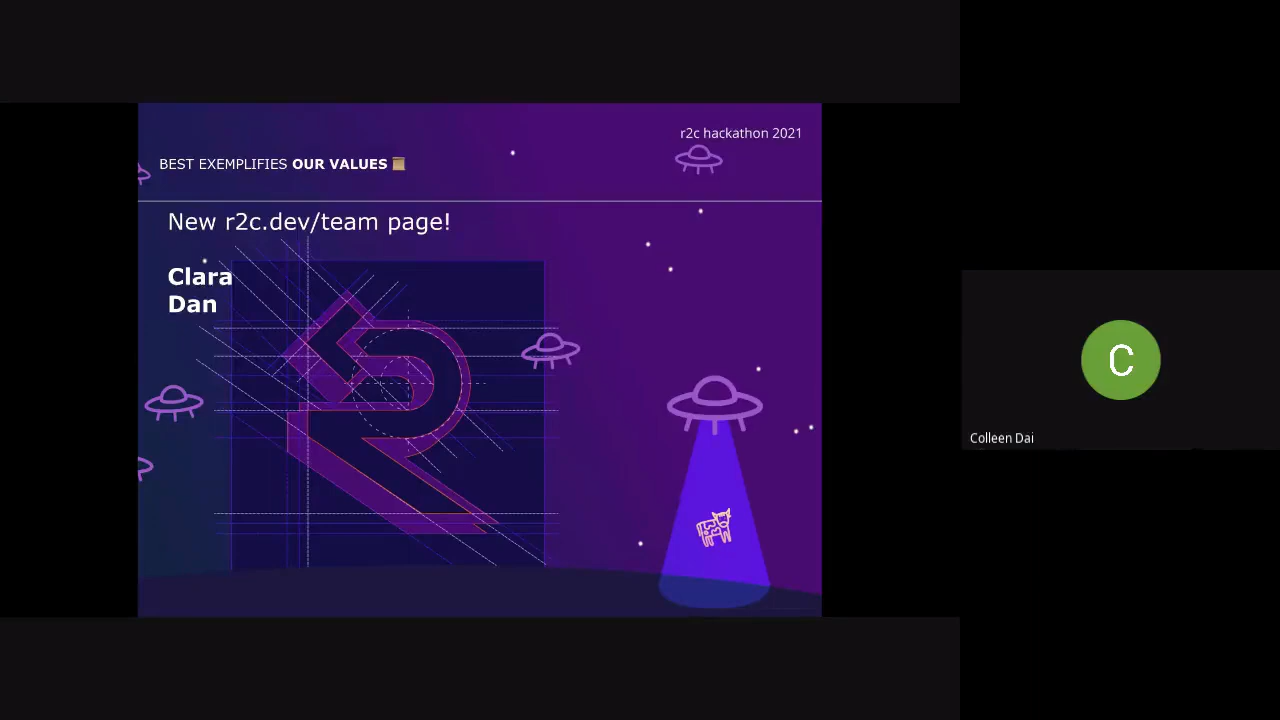 r2c hackathon 2021
BEST EXEMPLIFIES OUR VALUES
New r2c.dev/team page!
Clara
Dan
C
Colleen Dai